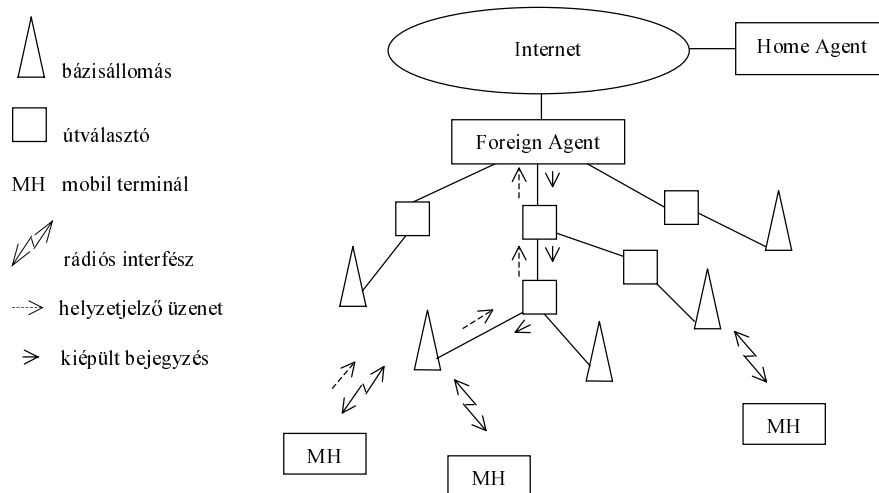 bázisállomás
útválasztó
MH mobil terminál
rádiós interfész
helyzetjelző üzenet
kiépült bejegyzés
Internet
Home Agent
Foreign Agent
MH
MH
MH